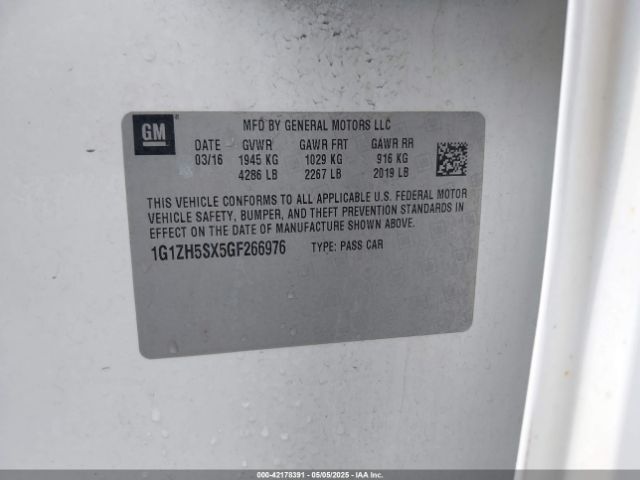 GM
MFD BY GENERAL MOTORS LLC
DATE GVWR GAWR FRT GAWR RR
03/16 1945 KG 1029 KG 916 KG
4286 LB 2267 LB 2019 LB
THIS VEHICLE CONFORMS TO ALL APPLICABLE U.S. FEDERAL MOTOR
VEHICLE SAFETY, BUMPER, AND THEFT PREVENTION STANDARDS IN
EFFECT ON THE DATE OF MANUFACTURE SHOWN ABOVE.
1G1ZH5SX5GF266976 TYPE: PASS CAR
000-42178391 - 05/05/2025 - IAA, Inc.